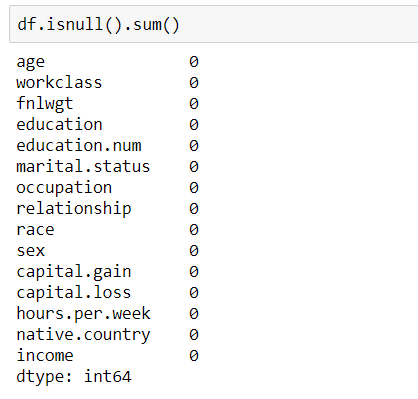 df.isnull().sum()
age 0
workclass 0
fnlwgt 0
education 0
education.num 0
marital.status 0
occupation 0
relationship 0
race 0
sex 0
capital.gain 0
capital.loss 0
hours.per.week 0
native.country 0
income 0
dtype: int64